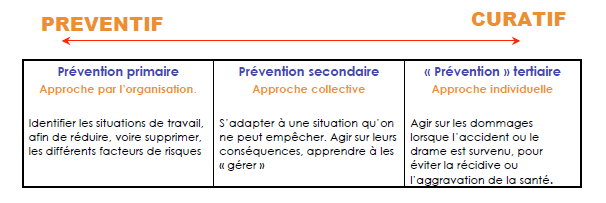 PREVENTIF
CURATIF
Prévention primaire
Approche par l'organisation.
Identifier les situations de travail,
afin de réduire, voire supprimer,
les différents facteurs de risques
Prévention secondaire
Approche collective
S'adapter à une situation qu'on
ne peut empêcher. Agir sur leurs
conséquences, apprendre à les
« gérer »
« Prévention » tertiaire
Approche individuelle
Agir sur les dommages
lorsque l'accident ou le
drame est survenu, pour
éviter la récidive ou
l'aggravation de la santé.